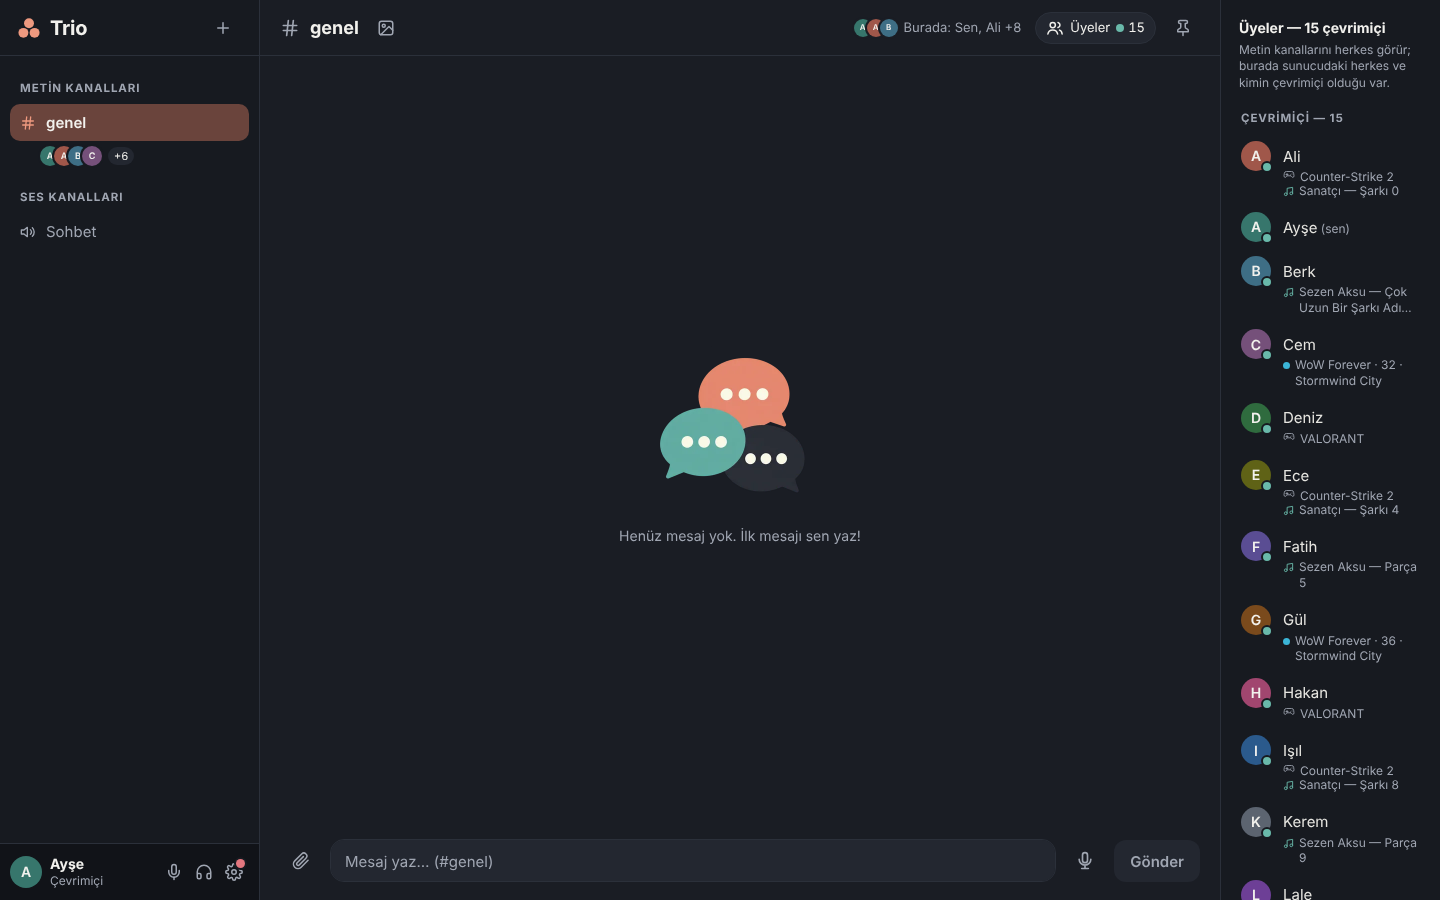 Trio
METİN KANALLARI
genel
A A B C +6
SES KANALLARI
Sohbet
A Ayşe
Çevrimiçi
# genel
A A B Burada: Sen, Ali +8
Üyeler 15
Henüz mesaj yok. İlk mesajı sen yaz!
Mesaj yaz... (#genel)
Gönder
Üyeler — 15 çevrimiçi
Metin kanallarını herkes görür;
burada sunucudaki herkes ve
kimin çevrimiçi olduğu var.
ÇEVRİMİÇİ — 15
A Ali
Counter-Strike 2
Sanatçı — Şarkı 0
A Ayşe (sen)
B Berk
Sezen Aksu — Çok
Uzun Bir Şarkı Adı...
C Cem
WoW Forever · 32 ·
Stormwind City
D Deniz
VALORANT
E Ece
Counter-Strike 2
Sanatçı — Şarkı 4
F Fatih
Sezen Aksu — Parça
5
G Gül
WoW Forever · 36 ·
Stormwind City
H Hakan
VALORANT
I Işıl
Counter-Strike 2
Sanatçı — Şarkı 8
K Kerem
Sezen Aksu — Parça
9
L Lale